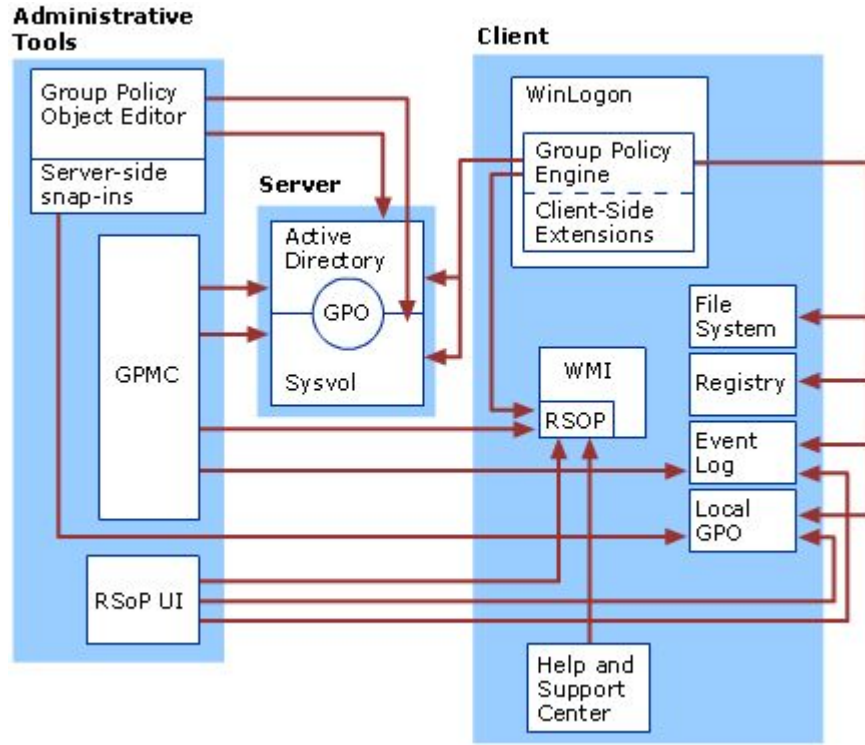 Administrative
Tools
Group Policy
Object Editor
Server-side
snap-ins
GPMC
RSoP UI
Server
Active
Directory
GPO
Sysvol
Client
WinLogon
Group Policy
Engine
Client-Side
Extensions
File
System
WMI
RSOP
Registry
Event
Log
Local
GPO
Help and
Support
Center